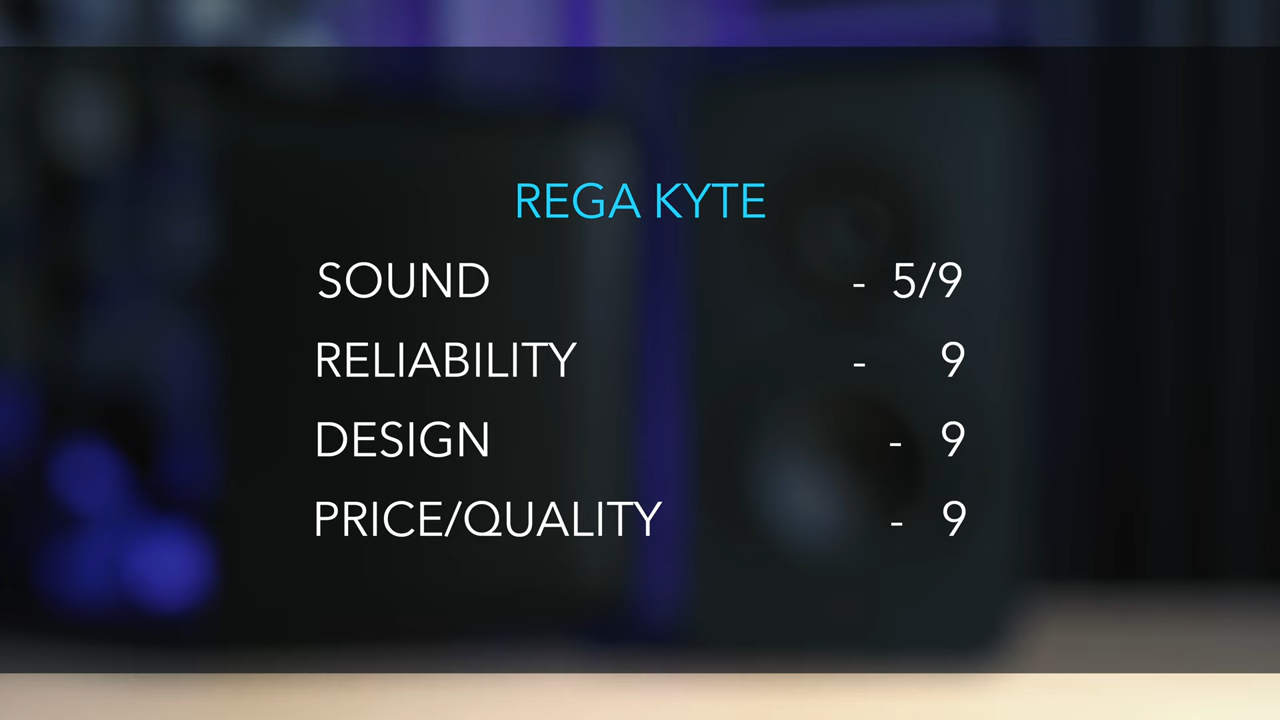 REGA KYTE
SOUND - 5/9
RELIABILITY - 9
DESIGN - 9
PRICE/QUALITY - 9